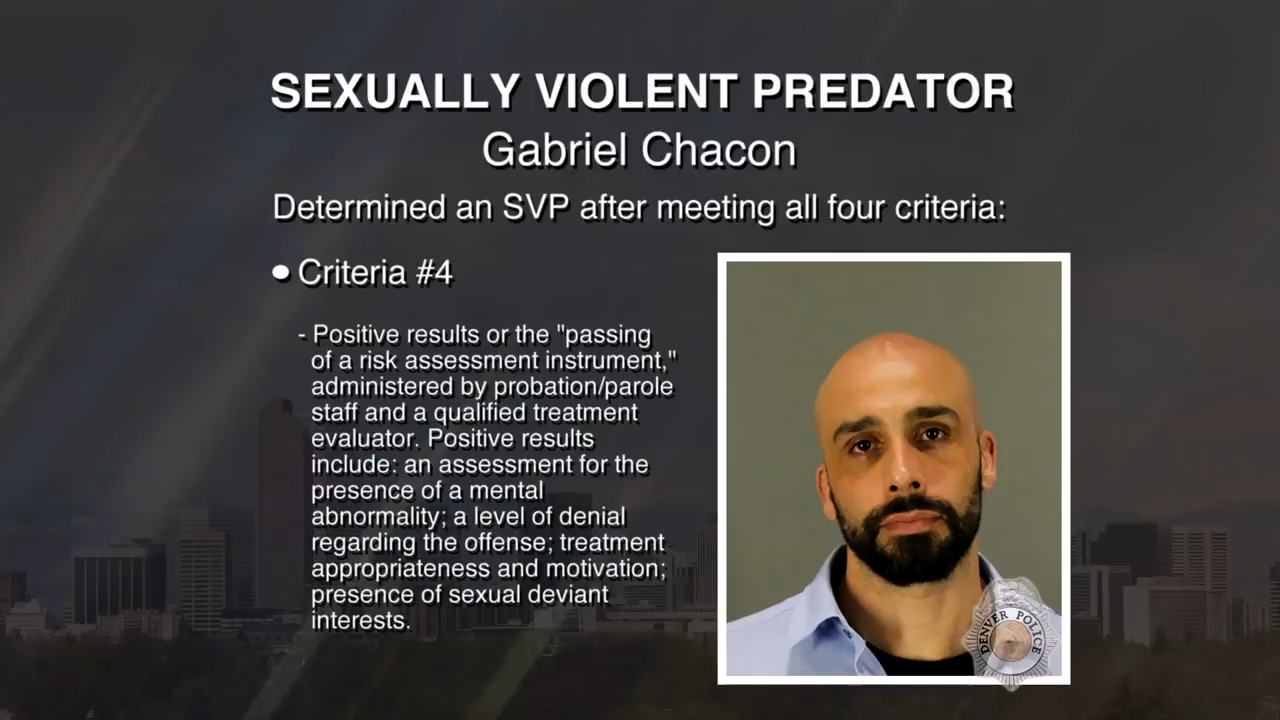 SEXUALLY VIOLENT PREDATOR
Gabriel Chacon
Determined an SVP after meeting all four criteria:
• Criteria #4
- Positive results or the "passing
of a risk assessment instrument,"
administered by probation/parole
staff and a qualified treatment
evaluator. Positive results
include: an assessment for the
presence of a mental
abnormality; a level of denial
regarding the offense; treatment
appropriateness and motivation;
presence of sexual deviant
interests.
DENVER POLICE